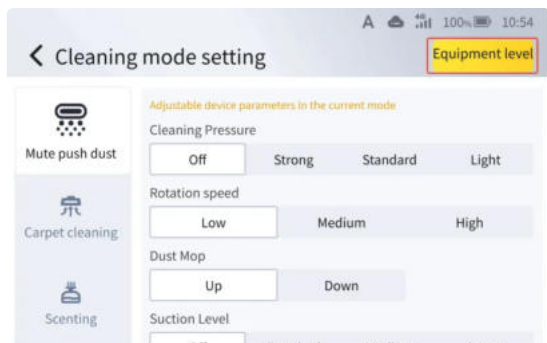 A 4G 100% 10:54
Cleaning mode setting
Equipment level
Mute push dust
Carpet cleaning
Scenting
Adjustable device parameters in the current mode
Cleaning Pressure
Off Strong Standard Light
Rotation speed
Low Medium High
Dust Mop
Up Down
Suction Level